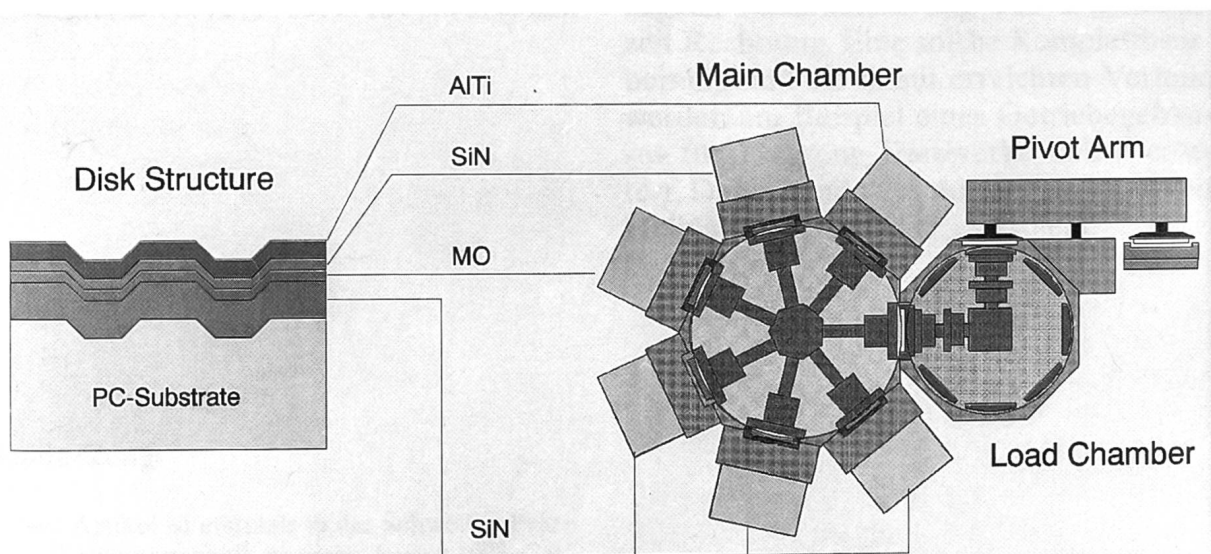 AlTi
Main Chamber
SiN
Pivot Arm
Disk Structure
MO
PC-Substrate
Load Chamber
SiN